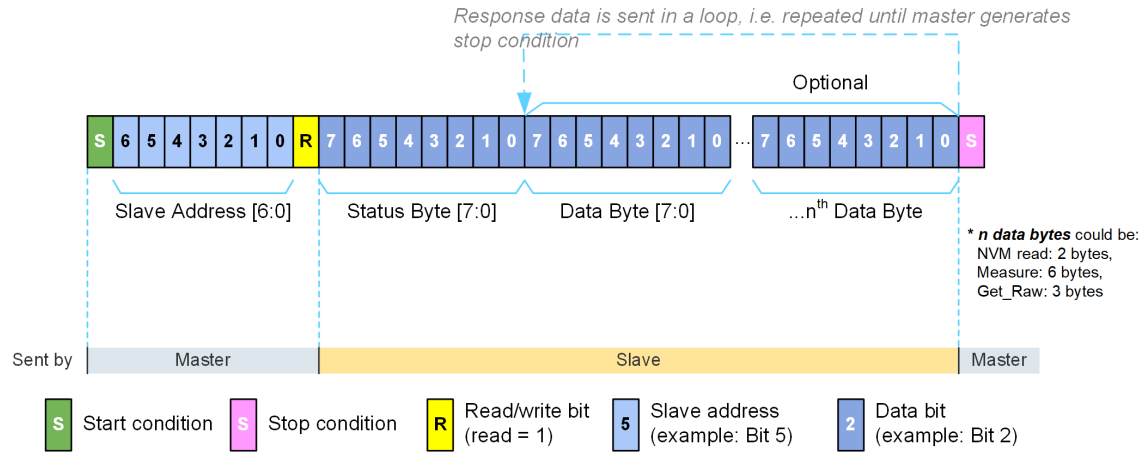 Response data is sent in a loop, i.e. repeated until master generates
stop condition
Optional
S 6 5 4 3 2 1 0 R 7 6 5 4 3 2 1 0 7 6 5 4 3 2 1 0 ... 7 6 5 4 3 2 1 0 S
Slave Address [6:0] Status Byte [7:0] Data Byte [7:0] ...nth Data Byte
* n data bytes could be:
NVM read: 2 bytes,
Measure: 6 bytes,
Get_Raw: 3 bytes
Sent by Master Slave Master
S Start condition S Stop condition R Read/write bit 5 Slave address 2 Data bit
(read = 1) (example: Bit 5) (example: Bit 2)